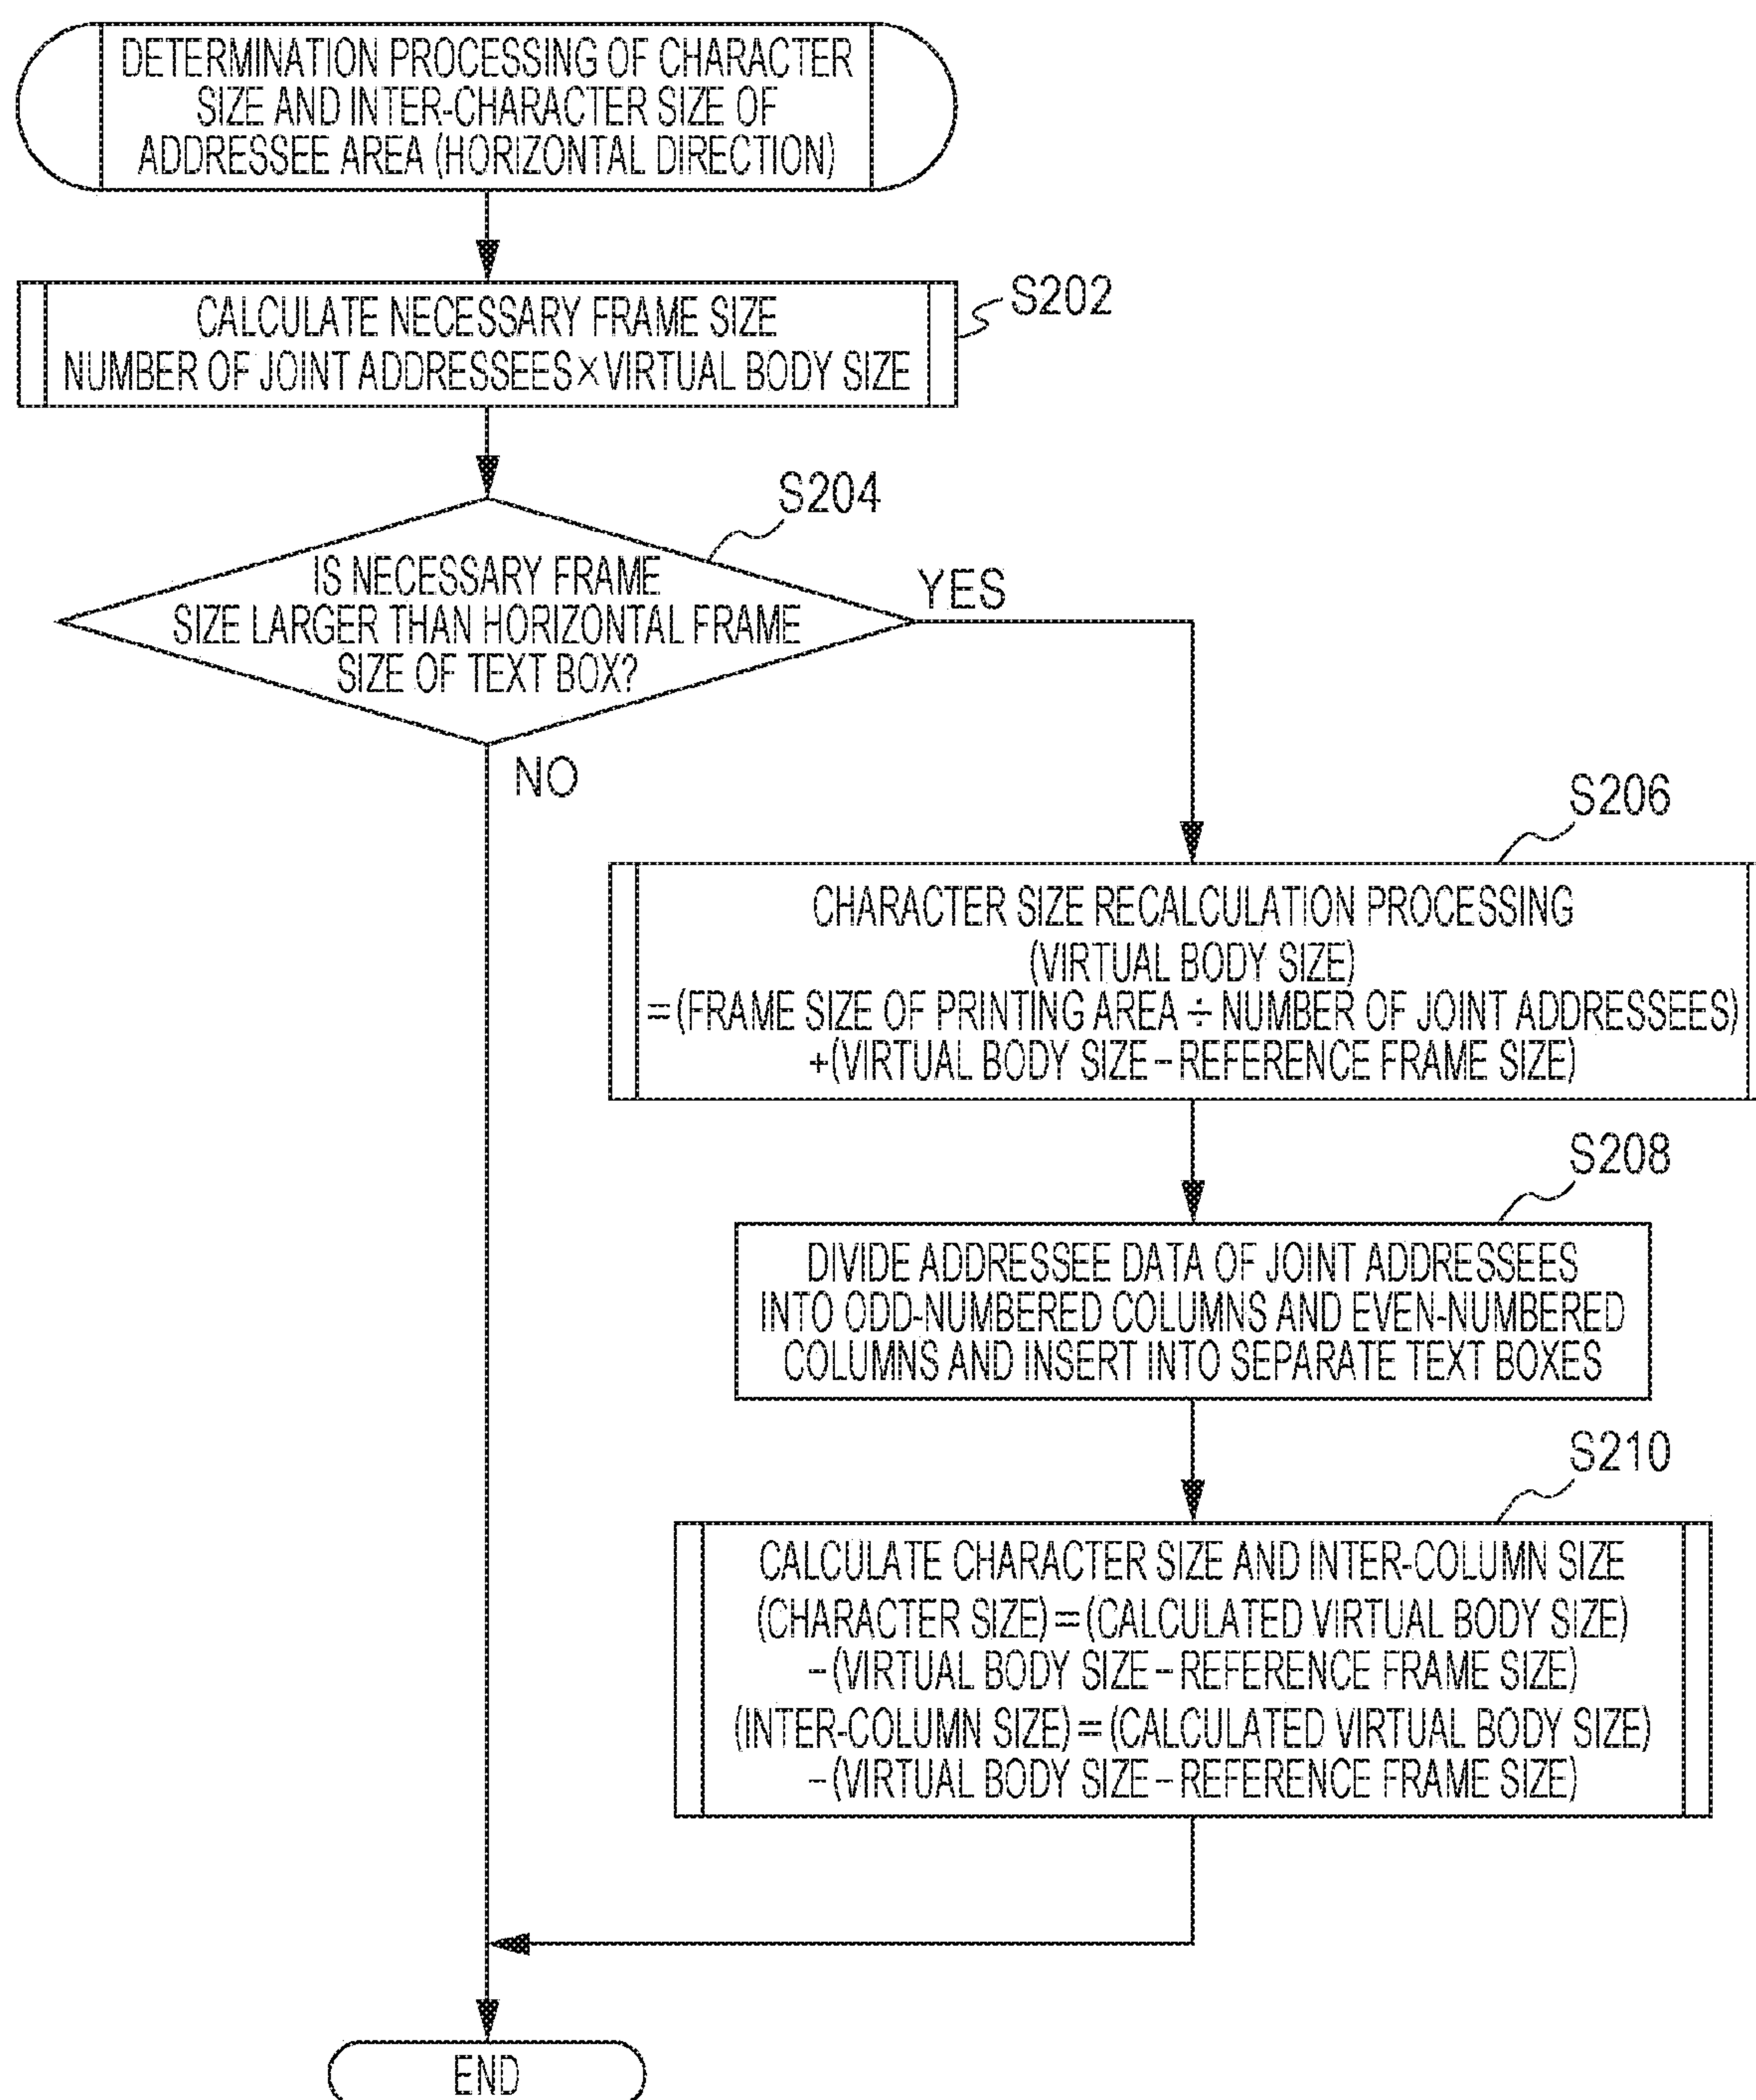 DETERMINATION PROCESSING OF CHARACTER
SIZE AND INTER-CHARACTER SIZE OF
ADDRESSEE AREA (HORIZONTAL DIRECTION)
CALCULATE NECESSARY FRAME SIZE
NUMBER OF JOINT ADDRESSEES×VIRTUAL BODY SIZE
S202
S204
IS NECESSARY FRAME
SIZE LARGER THAN HORIZONTAL FRAME
SIZE OF TEXT BOX?
YES
NO
S206
CHARACTER SIZE RECALCULATION PROCESSING
(VIRTUAL BODY SIZE)
=(FRAME SIZE OF PRINTING AREA÷NUMBER OF JOINT ADDRESSEES)
+(VIRTUAL BODY SIZE−REFERENCE FRAME SIZE)
S208
DIVIDE ADDRESSEE DATA OF JOINT ADDRESSEES
INTO ODD-NUMBERED COLUMNS AND EVEN-NUMBERED
COLUMNS AND INSERT INTO SEPARATE TEXT BOXES
S210
CALCULATE CHARACTER SIZE AND INTER-COLUMN SIZE
(CHARACTER SIZE)=(CALCULATED VIRTUAL BODY SIZE)
−(VIRTUAL BODY SIZE−REFERENCE FRAME SIZE)
(INTER-COLUMN SIZE)=(CALCULATED VIRTUAL BODY SIZE)
−(VIRTUAL BODY SIZE−REFERENCE FRAME SIZE)
END